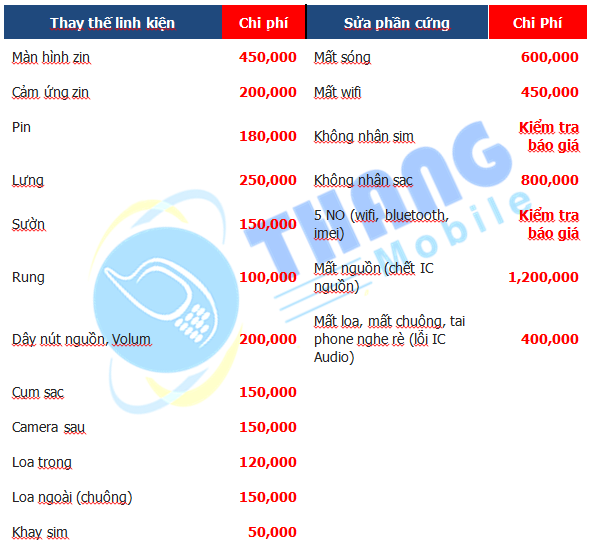 Thay thế linh kiện Chi phí Sửa phần cứng Chi Phí
Màn hình zin 450,000 Mất sóng 600,000
Cảm ứng zin 200,000 Mất wifi 450,000
Pin 180,000 Không nhận sim Kiểm tra
báo giá
Lưng 250,000 Không nhận sạc 800,000
Sườn 150,000 5 NO (wifi, bluetooth,
imei) Kiểm tra
báo giá
Rung 100,000 Mất nguồn (chết IC
nguồn) 1,200,000
Dây nút nguồn, Volum 200,000 Mất loa, mất chuông, tai
phone nghe rè (lỗi IC
Audio) 400,000
Cụm sạc 150,000
Camera sau 150,000
Loa trong 120,000
Loa ngoài (chuông) 150,000
Khay sim 50,000
THANG
Mobile